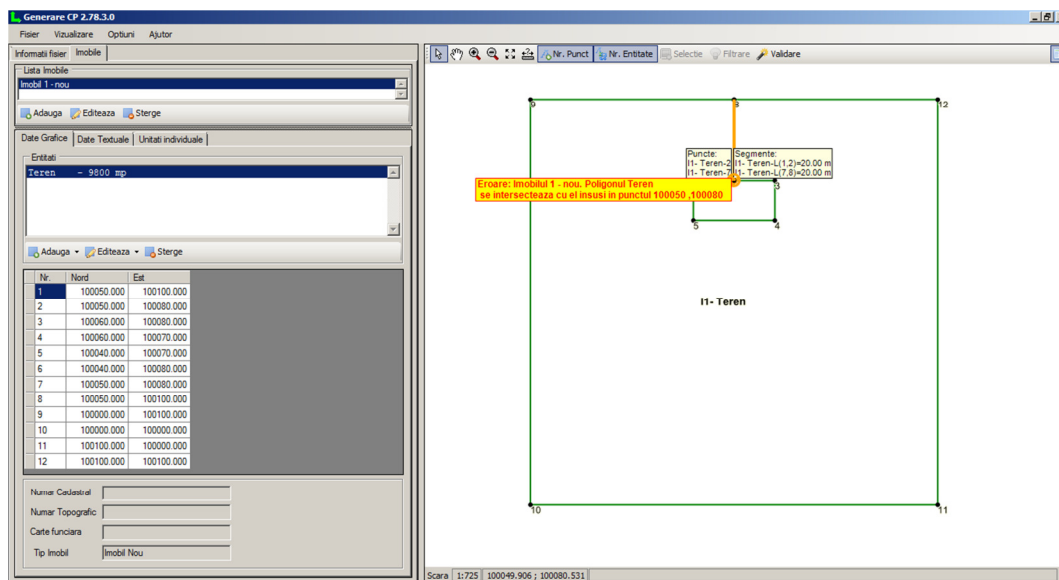 Generare CP 2.78.3.0
Fisier Vizualizare Optiuni Ajutor
Informatii fisier Imobile
Lista Imobile
Imobil 1 - nou
Adauga Editeaza Sterge
Date Grafice Date Textuale Unitati individuale
Entitati
Teren - 9800 mp
Adauga Editeaza Sterge
Nr. Nord Est
1 100050.000 100100.000
2 100050.000 100080.000
3 100060.000 100080.000
4 100060.000 100070.000
5 100040.000 100070.000
6 100040.000 100080.000
7 100050.000 100080.000
8 100050.000 100100.000
9 100000.000 100100.000
10 100000.000 100000.000
11 100100.000 100000.000
12 100100.000 100100.000
Numar Cadastral
Numar Topografic
Carte funciara
Tip Imobil Imobil Nou
Nr. Punct Nr. Entitate Selectie Filtrare Validare
9 8 12
Puncte: Segmente:
I1- Teren-2 I1- Teren-L(1,2)=20.00 m
I1- Teren-7 I1- Teren-L(7,8)=20.00 m
Eroare: Imobilul 1 - nou. Poligonul Teren
se intersecteaza cu el insusi in punctul 100050 ,100080
3
5 4
I1- Teren
10 11
Scara 1:725 100049.906 ; 100080.531